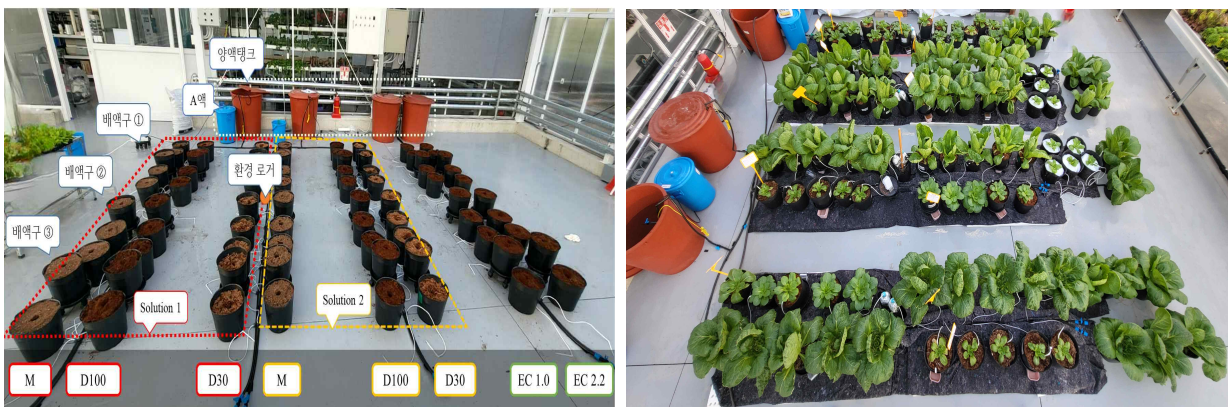 양액탱크
A액
배액구 ①
환경 로거
배액구 ②
배액구 ③
Solution 1
Solution 2
M
D100
D30
M
D100
D30
EC 1.0
EC 2.2